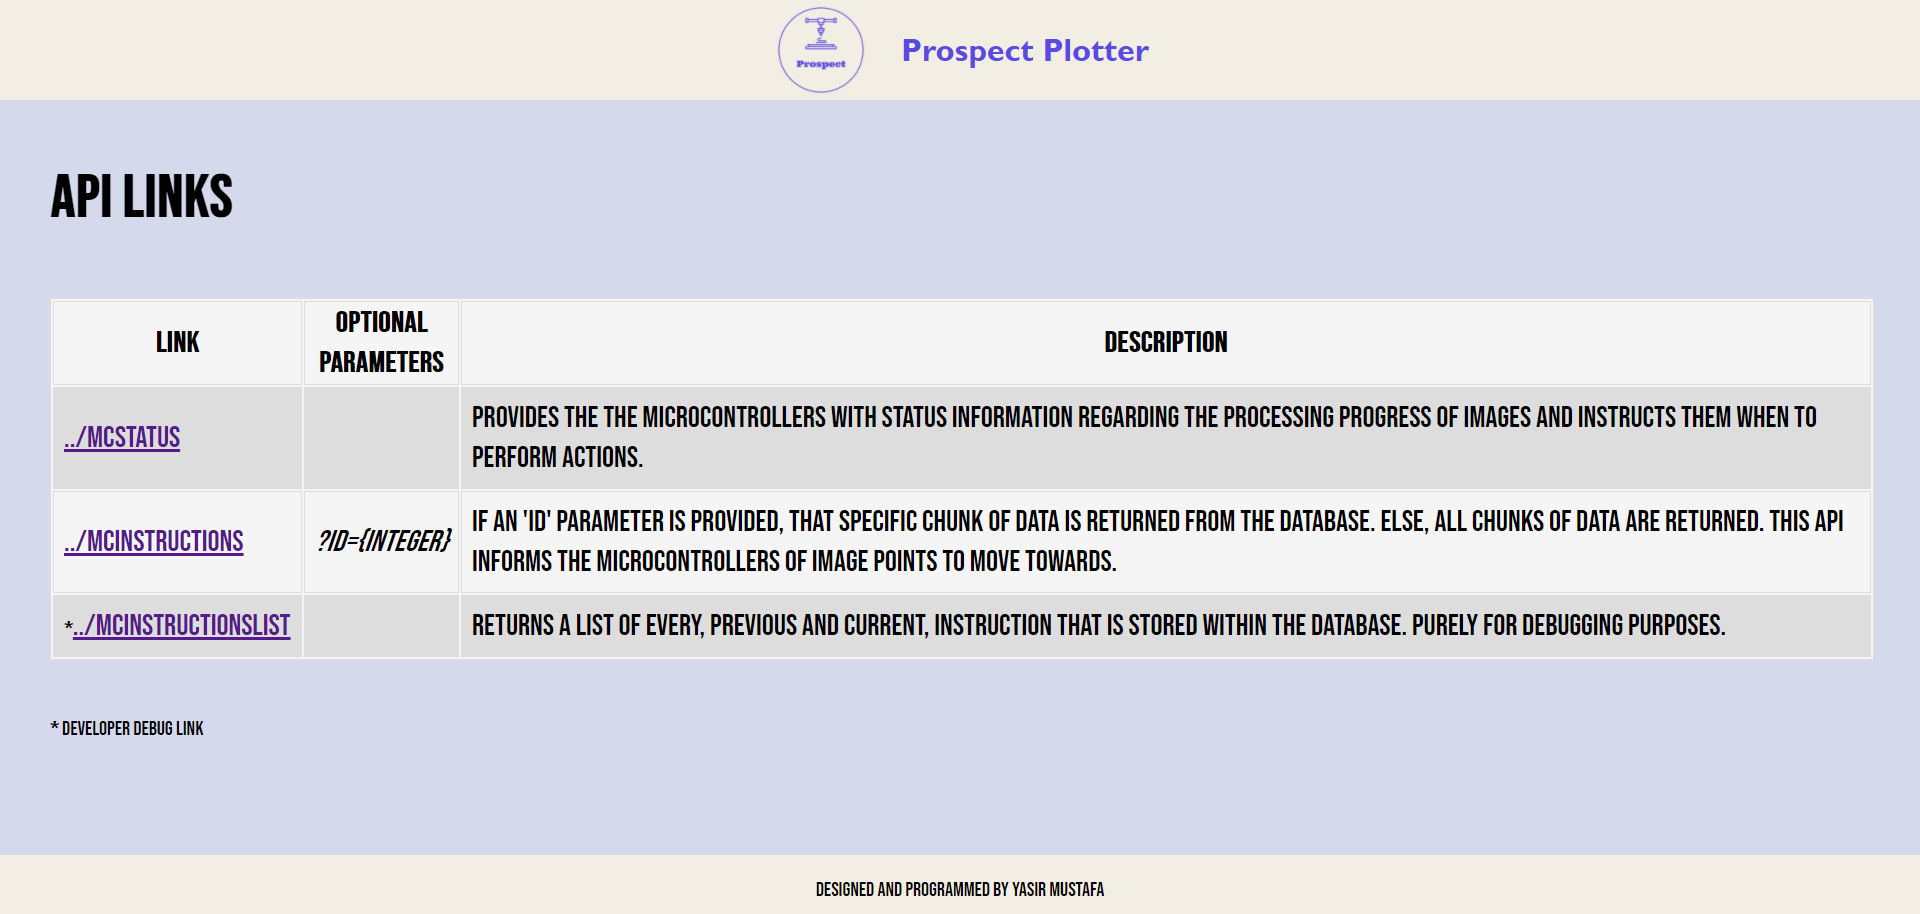 Prospect
Prospect Plotter
API LINKS
LINK
OPTIONAL
PARAMETERS
DESCRIPTION
../MCSTATUS
PROVIDES THE THE MICROCONTROLLERS WITH STATUS INFORMATION REGARDING THE PROCESSING PROGRESS OF IMAGES AND INSTRUCTS THEM WHEN TO
PERFORM ACTIONS.
../MCINSTRUCTIONS
?ID={INTEGER}
IF AN 'ID' PARAMETER IS PROVIDED, THAT SPECIFIC CHUNK OF DATA IS RETURNED FROM THE DATABASE. ELSE, ALL CHUNKS OF DATA ARE RETURNED. THIS API
INFORMS THE MICROCONTROLLERS OF IMAGE POINTS TO MOVE TOWARDS.
*../MCINSTRUCTIONSLIST
RETURNS A LIST OF EVERY, PREVIOUS AND CURRENT, INSTRUCTION THAT IS STORED WITHIN THE DATABASE. PURELY FOR DEBUGGING PURPOSES.
* DEVELOPER DEBUG LINK
DESIGNED AND PROGRAMMED BY YASIR MUSTAFA